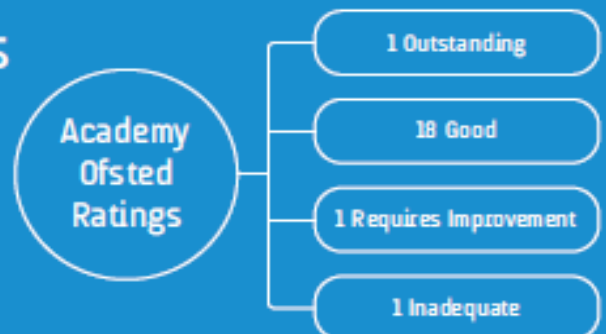 Academy
Ofsted
Ratings
1 Outstanding
18 Good
1 Requires Improvement
1 Inadequate